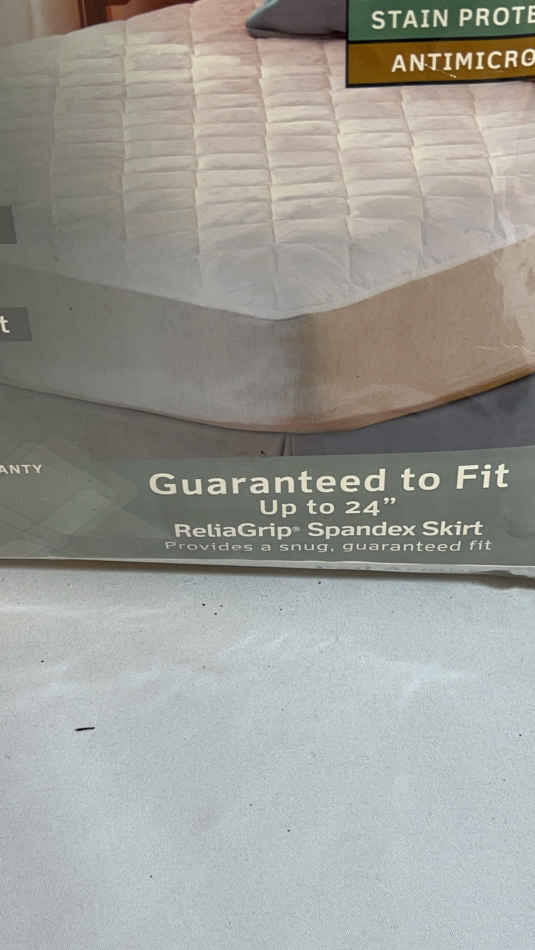 STAIN PROTE
ANTIMICRO
t
ANTY
Guaranteed to Fit
Up to 24”
ReliaGrip® Spandex Skirt
Provides a snug, guaranteed fit